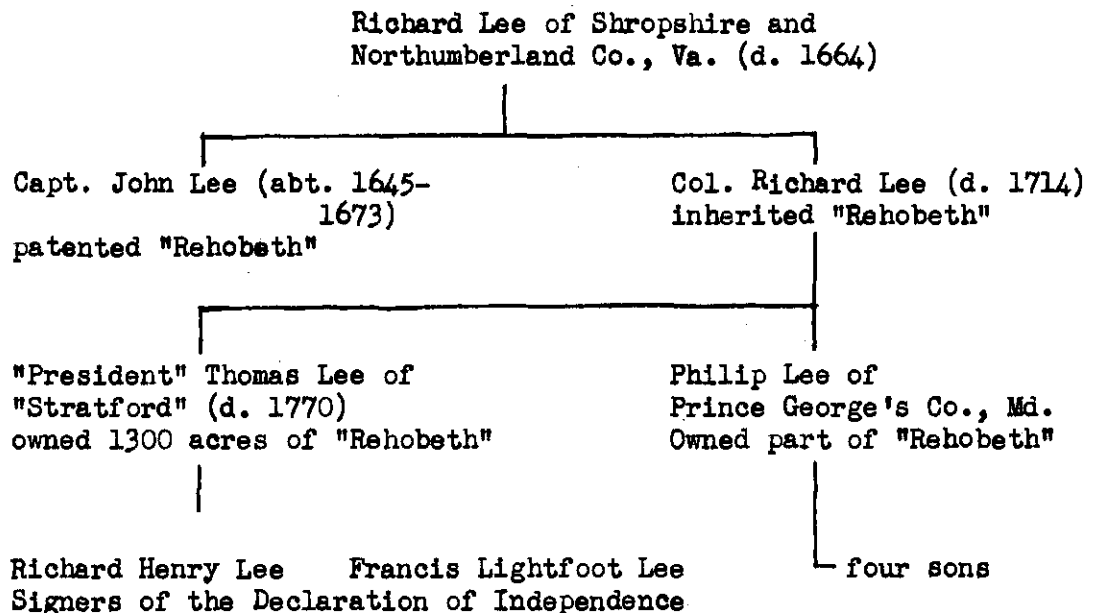 Richard Lee of Shropshire and
Northumberland Co., Va. (d. 1664)
Capt. John Lee (abt. 1645-
1673)
patented "Rehobeth"
Col. Richard Lee (d. 1714)
inherited "Rehobeth"
"President" Thomas Lee of
"Stratford" (d. 1770)
owned 1300 acres of "Rehobeth"
Philip Lee of
Prince George's Co., Md.
Owned part of "Rehobeth"
Richard Henry Lee Francis Lightfoot Lee
Signers of the Declaration of Independence
four sons